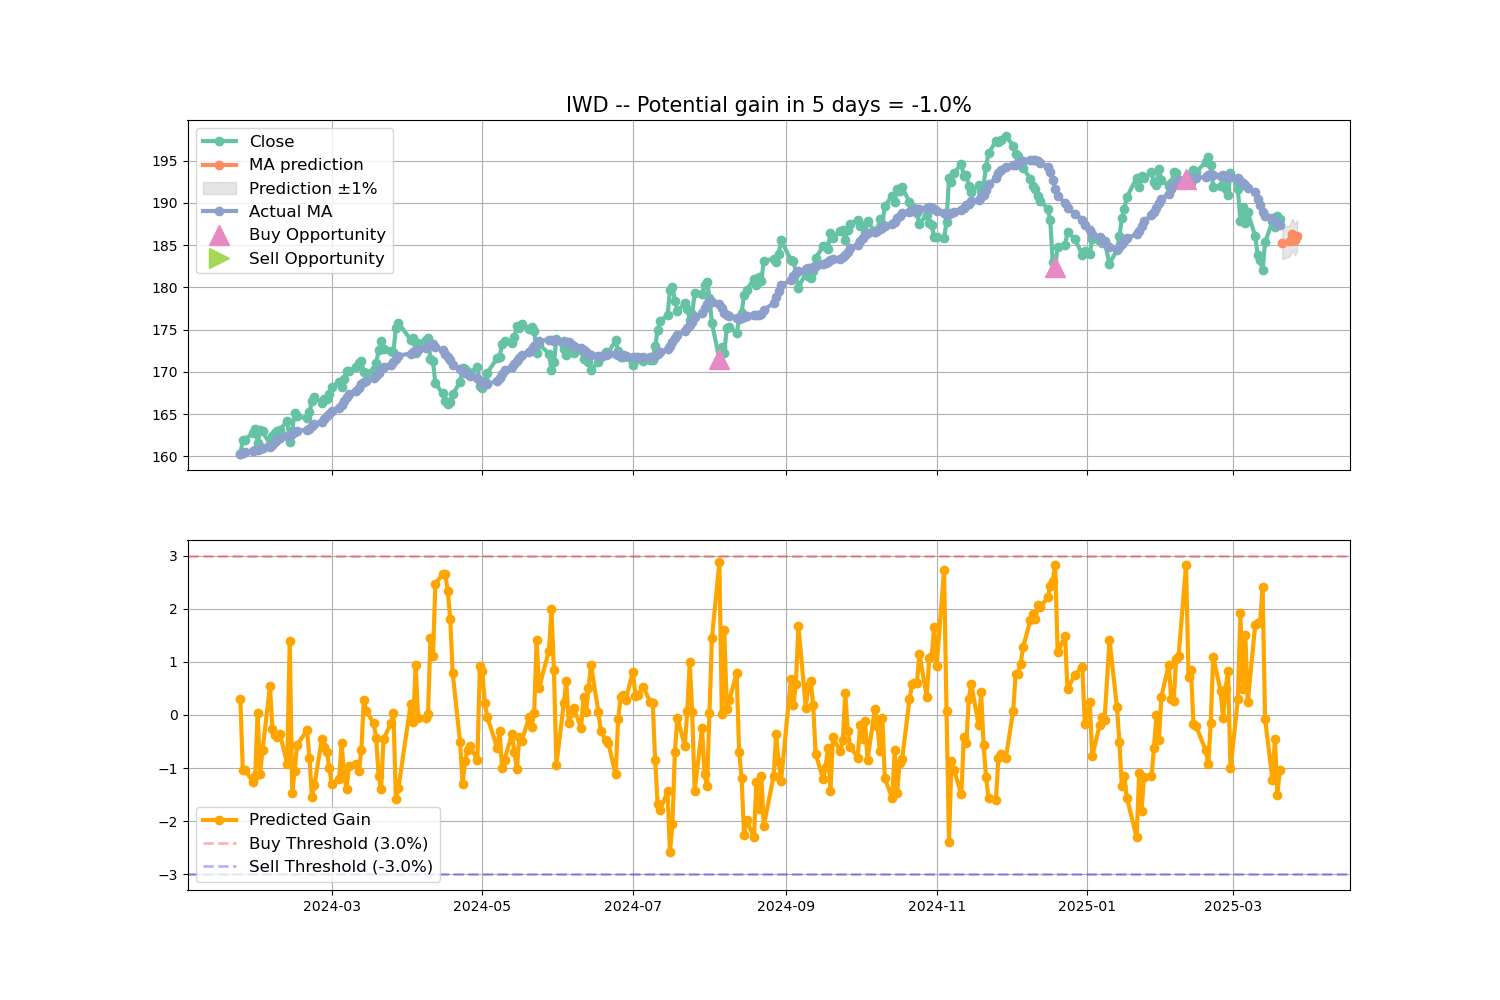 IWD -- Potential gain in 5 days = -1.0%
Close
MA prediction
Prediction ±1%
Actual MA
Buy Opportunity
Sell Opportunity
195
190
185
180
175
170
165
160
3
2
1
0
−1
−2
−3
Predicted Gain
Buy Threshold (3.0%)
Sell Threshold (-3.0%)
2024-03 2024-05 2024-07 2024-09 2024-11 2025-01 2025-03